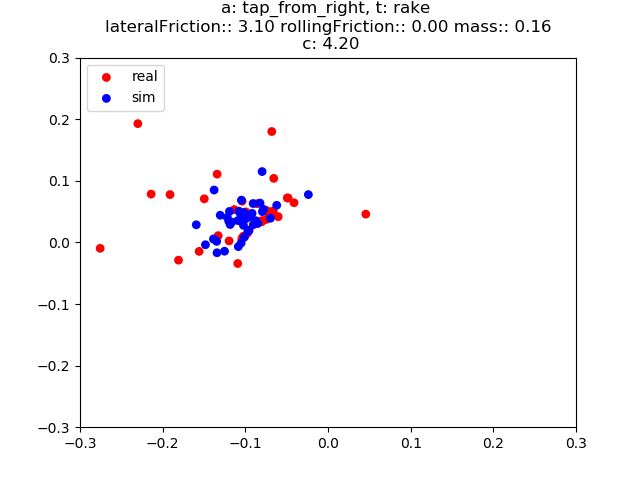 a: tap_from_right, t: rake
lateralFriction:: 3.10 rollingFriction:: 0.00 mass:: 0.16
c: 4.20
real
sim
0.3
0.2
0.1
0.0
−0.1
−0.2
−0.3
−0.3 −0.2 −0.1 0.0 0.1 0.2 0.3